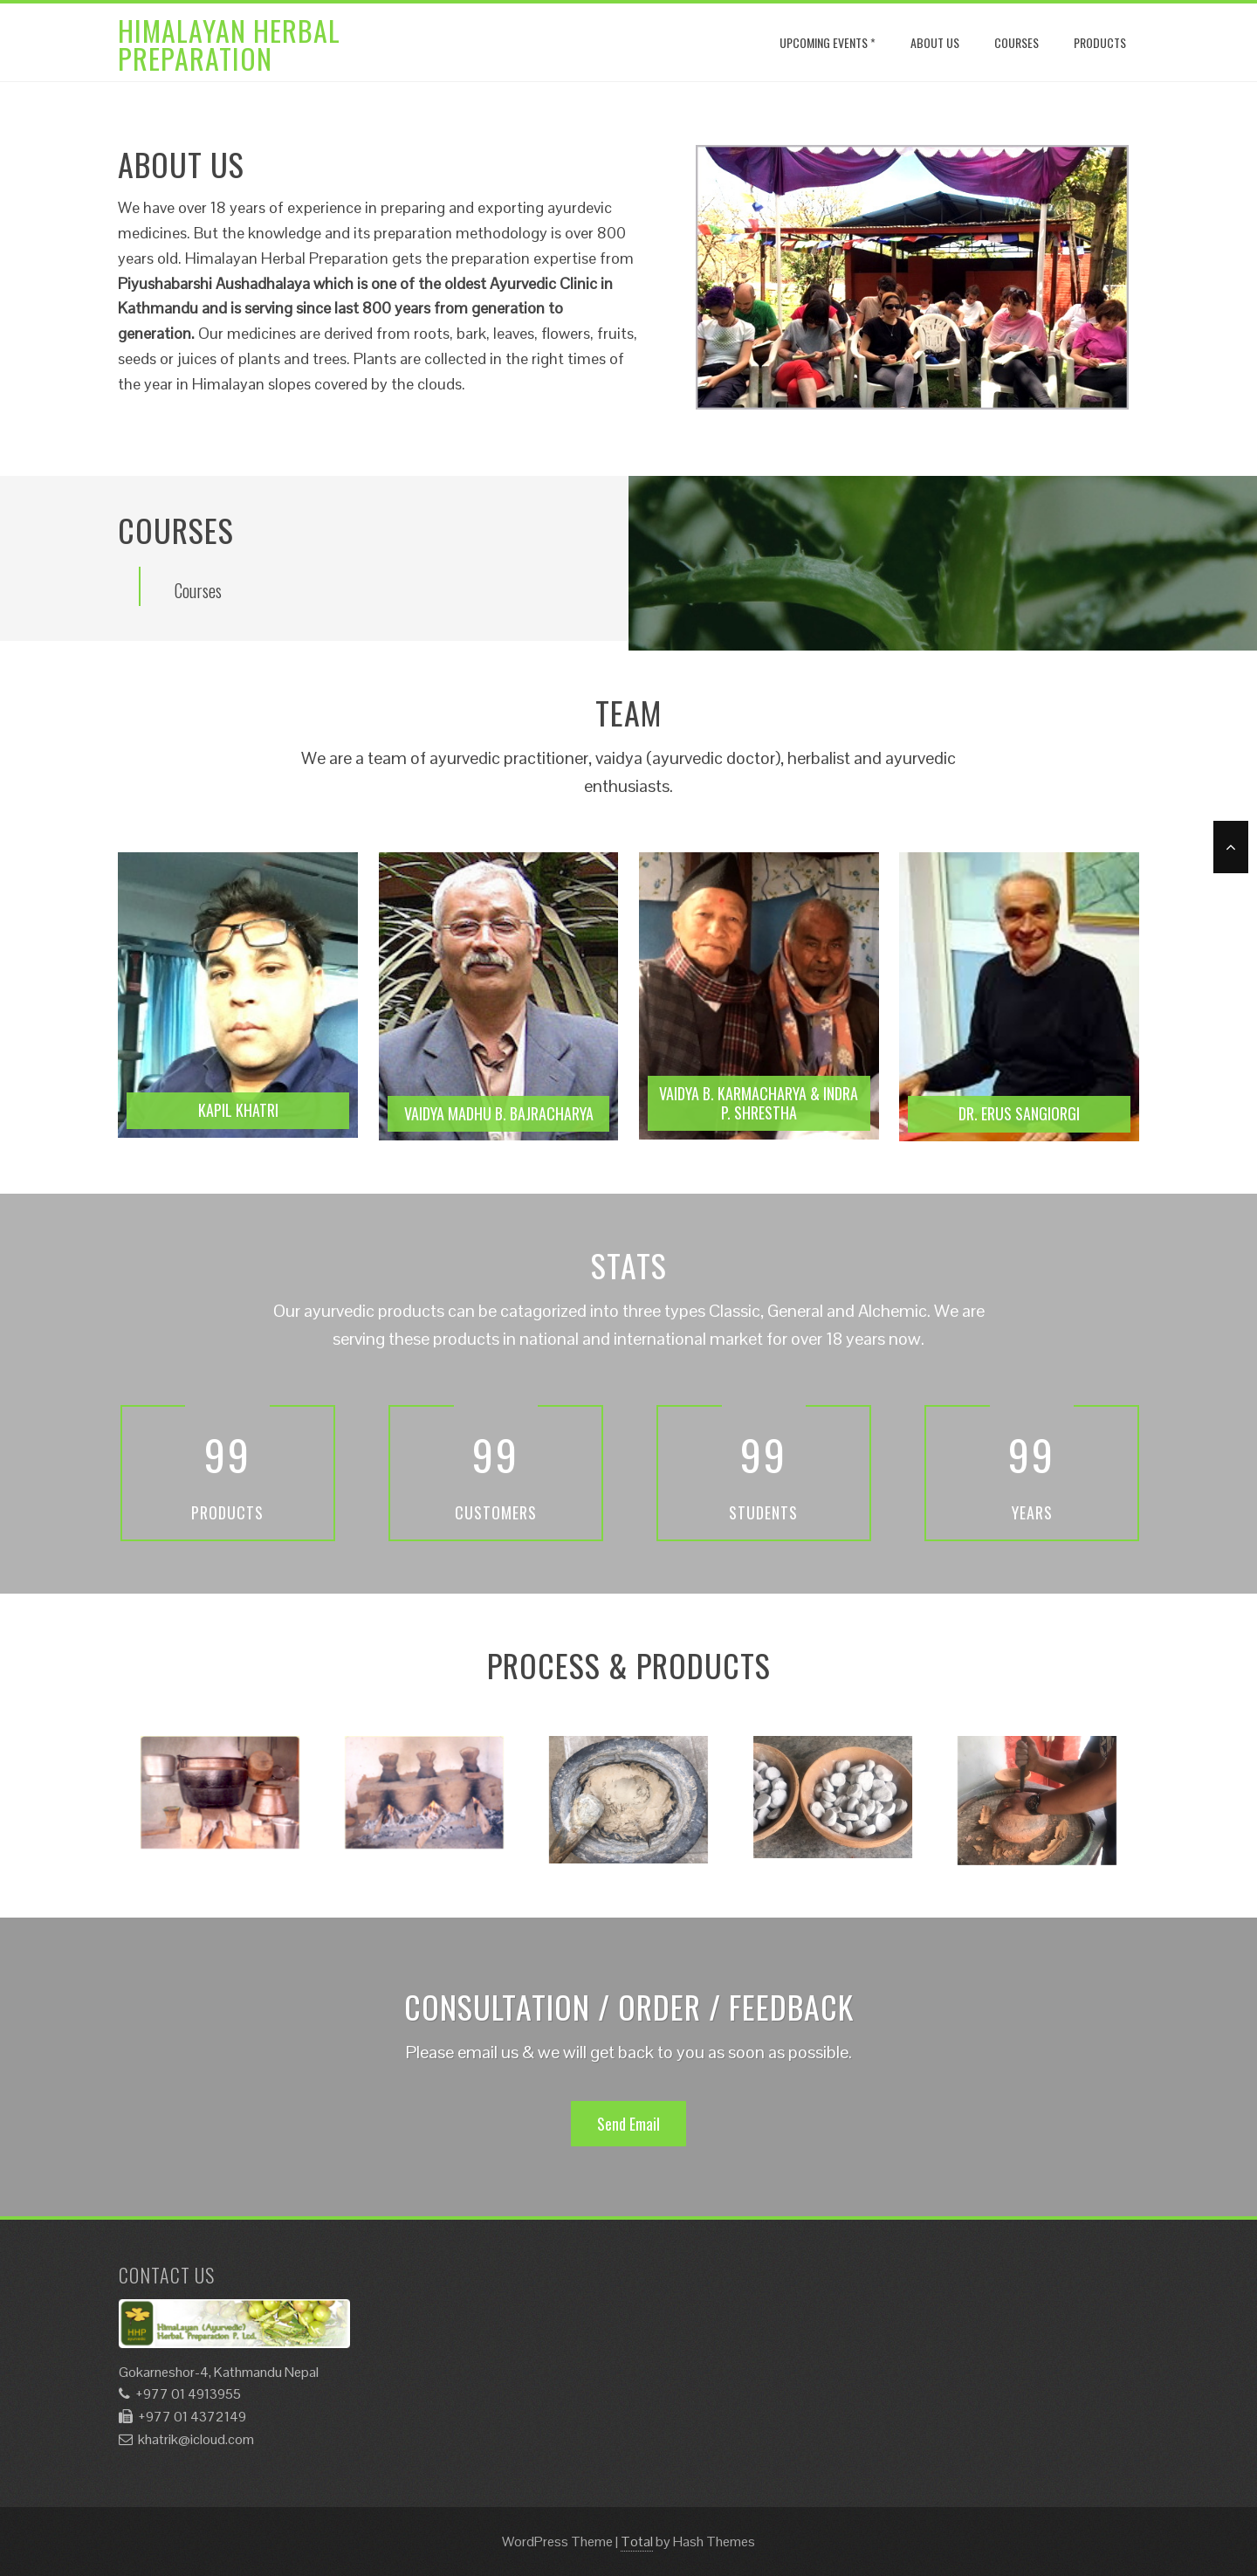 HIMALAYAN HERBAL
PREPARATION
UPCOMING EVENTS *
ABOUT US
COURSES
PRODUCTS
ABOUT US
We have over 18 years of experience in preparing and exporting ayurdevic
medicines. But the knowledge and its preparation methodology is over 800
years old. Himalayan Herbal Preparation gets the preparation expertise from
Piyushabarshi Aushadhalaya which is one of the oldest Ayurvedic Clinic in
Kathmandu and is serving since last 800 years from generation to
generation. Our medicines are derived from roots, bark, leaves, flowers, fruits,
seeds or juices of plants and trees. Plants are collected in the right times of
the year in Himalayan slopes covered by the clouds.
COURSES
Courses
TEAM
We are a team of ayurvedic practitioner, vaidya (ayurvedic doctor), herbalist and ayurvedic
enthusiasts.
KAPIL KHATRI
VAIDYA MADHU B. BAJRACHARYA
VAIDYA B. KARMACHARYA & INDRA
P. SHRESTHA
DR. ERUS SANGIORGI
STATS
Our ayurvedic products can be catagorized into three types Classic, General and Alchemic. We are
serving these products in national and international market for over 18 years now.
99
PRODUCTS
99
CUSTOMERS
99
STUDENTS
99
YEARS
PROCESS & PRODUCTS
CONSULTATION / ORDER / FEEDBACK
Please email us & we will get back to you as soon as possible.
Send Email
CONTACT US
HHP
Himalayan (Ayurvedic)
Herbal Preparation P. Ltd.
Gokarneshor-4, Kathmandu Nepal
+977 01 4913955
+977 01 4372149
khatrik@icloud.com
WordPress Theme | Total by Hash Themes